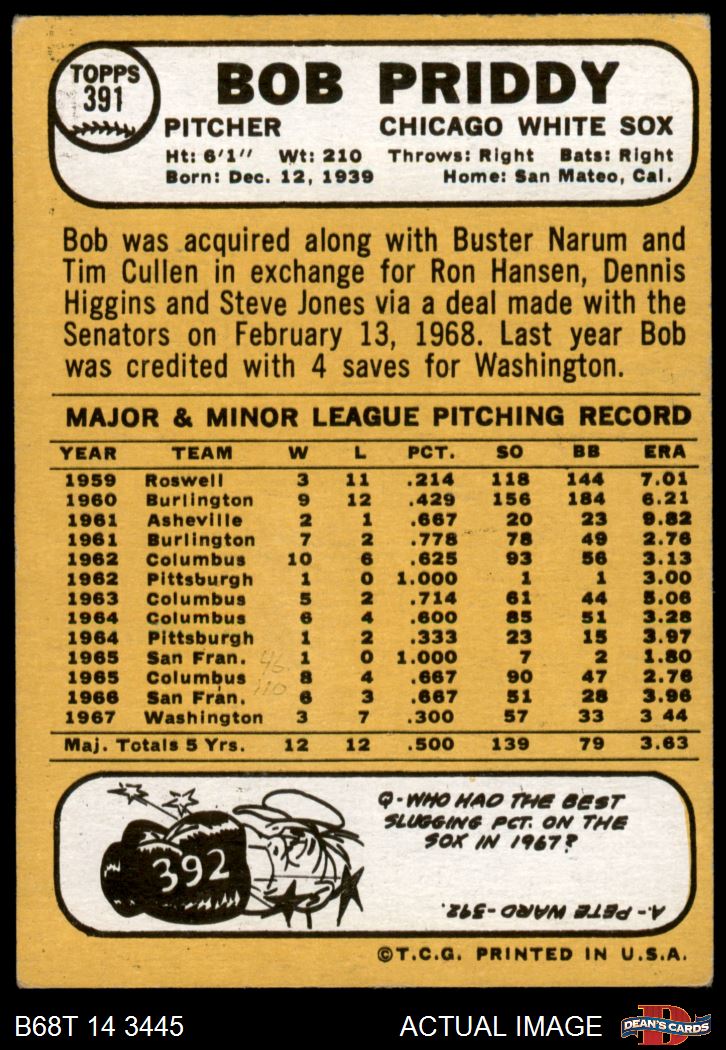 TOPPS
391
BOB PRIDDY
PITCHER CHICAGO WHITE SOX
Ht: 6'1" Wt: 210 Throws: Right Bats: Right
Born: Dec. 12, 1939 Home: San Mateo, Cal.
Bob was acquired along with Buster Narum and
Tim Cullen in exchange for Ron Hansen, Dennis
Higgins and Steve Jones via a deal made with the
Senators on February 13, 1968. Last year Bob
was credited with 4 saves for Washington.
MAJOR & MINOR LEAGUE PITCHING RECORD
YEAR TEAM W L PCT. SO BB ERA
1959 Roswell 3 11 .214 118 144 7.01
1960 Burlington 9 12 .429 156 184 6.21
1961 Asheville 2 1 .667 20 23 9.82
1961 Burlington 7 2 .778 78 49 2.76
1962 Columbus 10 6 .625 93 56 3.13
1962 Pittsburgh 1 0 1.000 1 1 3.00
1963 Columbus 5 2 .714 61 44 5.06
1964 Columbus 6 4 .600 85 51 3.28
1964 Pittsburgh 1 2 .333 23 15 3.97
1965 San Fran. 1 0 1.000 7 2 1.80
1965 Columbus 8 4 .667 90 47 2.76
1966 San Fran. 6 3 .667 51 28 3.96
1967 Washington 3 7 .300 57 33 3 44
Maj. Totals 5 Yrs. 12 12 .500 139 79 3.63
392
Q-WHO HAD THE BEST
SLUGGING PCT. ON THE
SOX IN 1967?
A.-PETE WARD-392.
©T.C.G. PRINTED IN U.S.A.
B68T 14 3445 ACTUAL IMAGE
D
DEAN'S CARDS